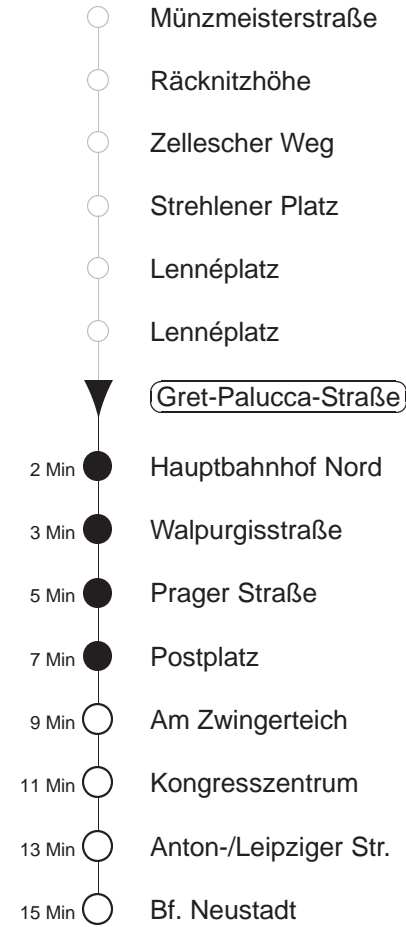 Münzmeisterstraße
Räcknitzhöhe
Zellescher Weg
Strehlener Platz
Lennéplatz
Lennéplatz
Gret-Palucca-Straße
2 Min Hauptbahnhof Nord
3 Min Walpurgisstraße
5 Min Prager Straße
7 Min Postplatz
9 Min Am Zwingerteich
11 Min Kongresszentrum
13 Min Anton-/Leipziger Str.
15 Min Bf. Neustadt